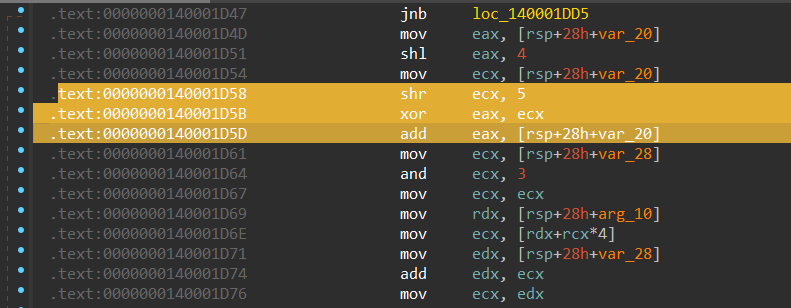 .text:0000000140001D47 jnb loc_140001DD5
.text:0000000140001D4D mov eax, [rsp+28h+var_20]
.text:0000000140001D51 shl eax, 4
.text:0000000140001D54 mov ecx, [rsp+28h+var_20]
.text:0000000140001D58 shr ecx, 5
.text:0000000140001D5B xor eax, ecx
.text:0000000140001D5D add eax, [rsp+28h+var_20]
.text:0000000140001D61 mov ecx, [rsp+28h+var_28]
.text:0000000140001D64 and ecx, 3
.text:0000000140001D67 mov ecx, ecx
.text:0000000140001D69 mov rdx, [rsp+28h+arg_10]
.text:0000000140001D6E mov ecx, [rdx+rcx*4]
.text:0000000140001D71 mov edx, [rsp+28h+var_28]
.text:0000000140001D74 add edx, ecx
.text:0000000140001D76 mov ecx, edx